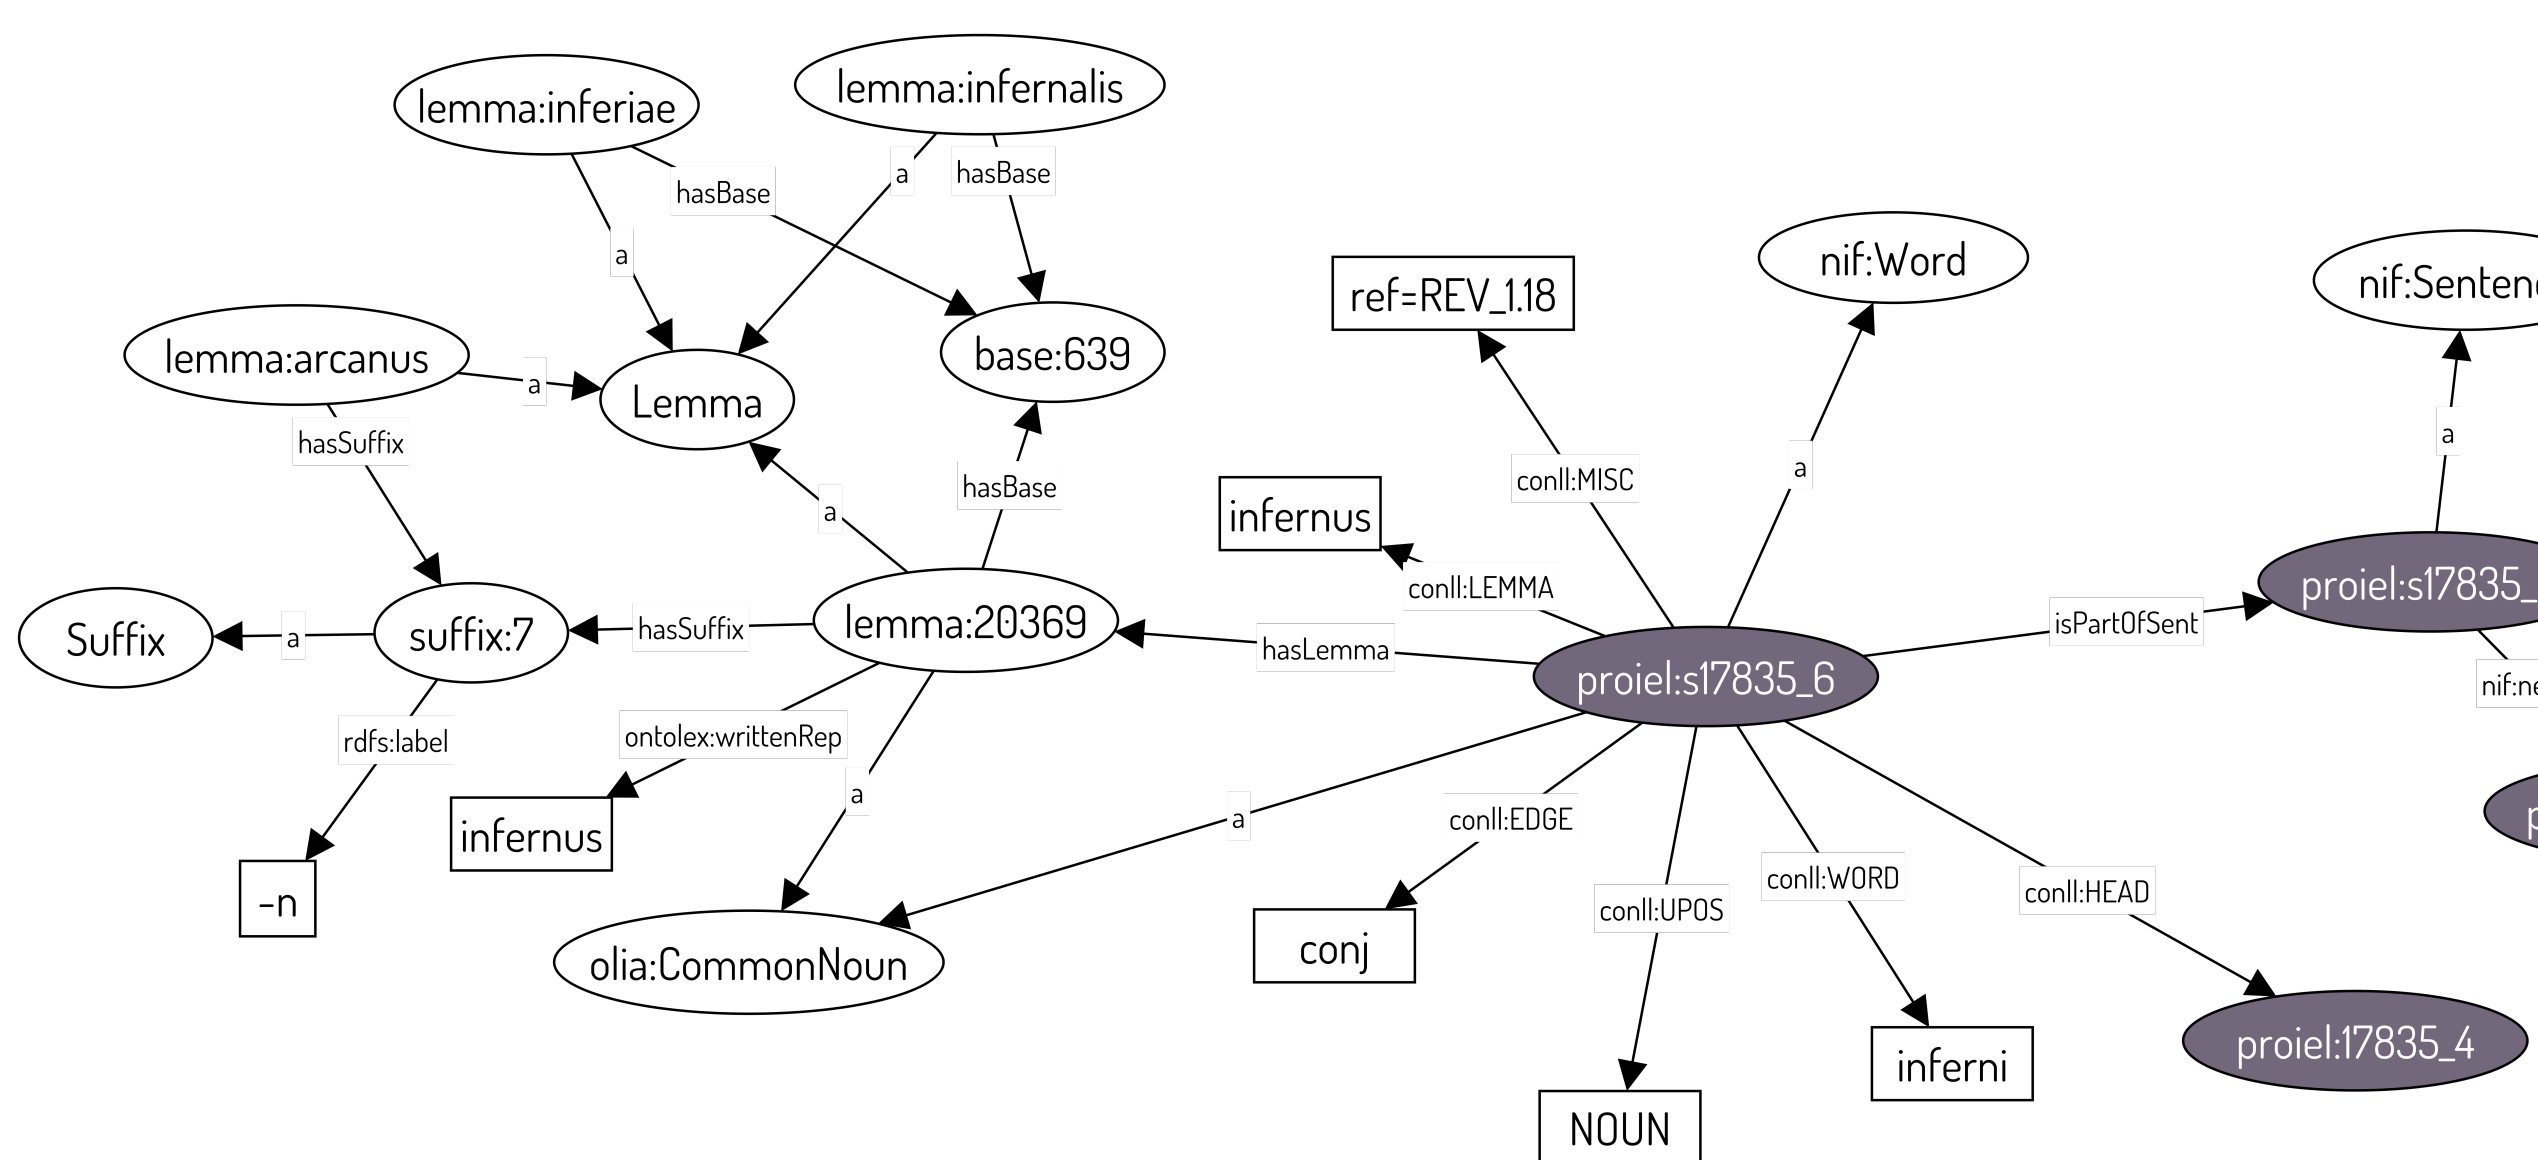 lemma:inferiae
lemma:infernalis
a
hasBase
hasBase
a
nif:Word
ref=REV_1.18
lemma:arcanus
a
Lemma
base:639
hasSuffix
a
hasBase
conll:MISC
a
a
infernus
conll:LEMMA
Suffix
a
suffix:7
hasSuffix
lemma:20369
hasLemma
proiel:s17835_6
isPartOfSent
proiel:s17835_
rdfs:label
ontolex:writtenRep
a
infernus
a
conll:EDGE
conll:UPOS
conll:WORD
conll:HEAD
-n
olia:CommonNoun
conj
inferni
proiel:17835_4
NOUN